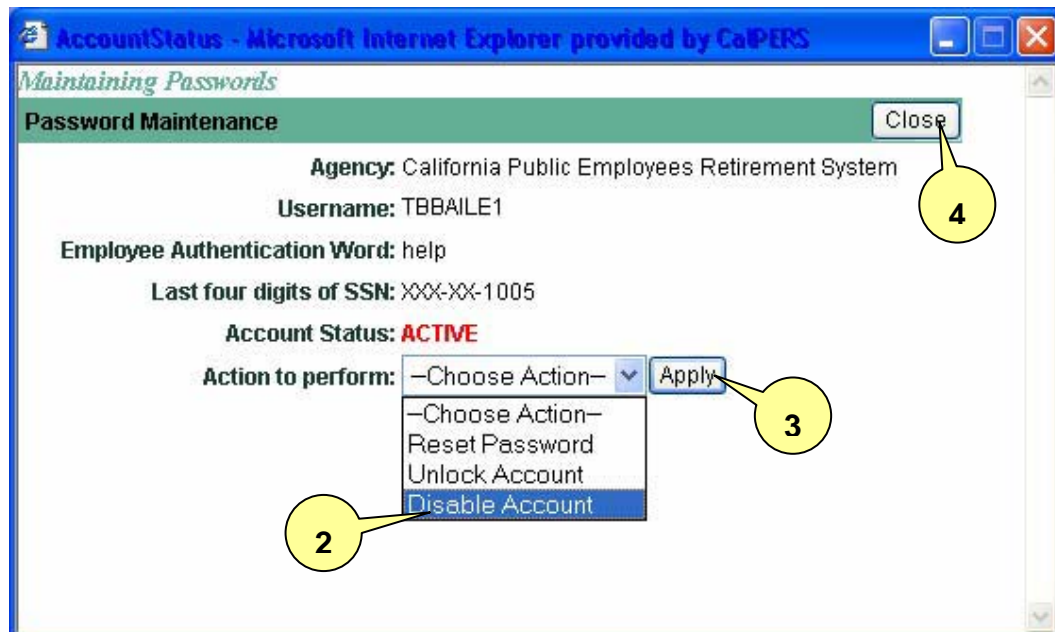 AccountStatus - Microsoft Internet Explorer provided by CalPERS
Maintaining Passwords
Password Maintenance
Close
Agency: California Public Employees Retirement System
4
Username: TBBAILE1
Employee Authentication Word: help
Last four digits of SSN: XXX-XX-1005
Account Status: ACTIVE
Action to perform: --Choose Action-- Apply
--Choose Action--
3
Reset Password
Unlock Account
Disable Account
2